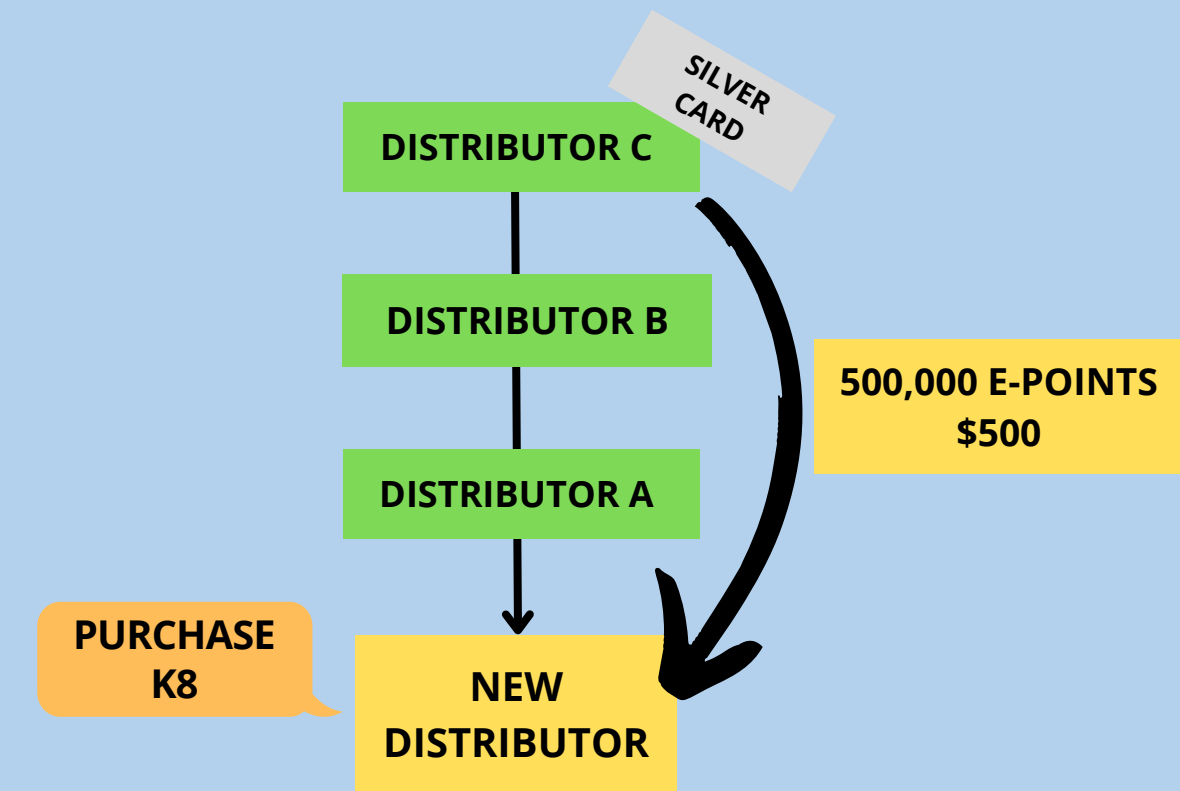 SILVER
CARD
DISTRIBUTOR C
DISTRIBUTOR B
500,000 E-POINTS
$500
DISTRIBUTOR A
PURCHASE
K8
NEW
DISTRIBUTOR